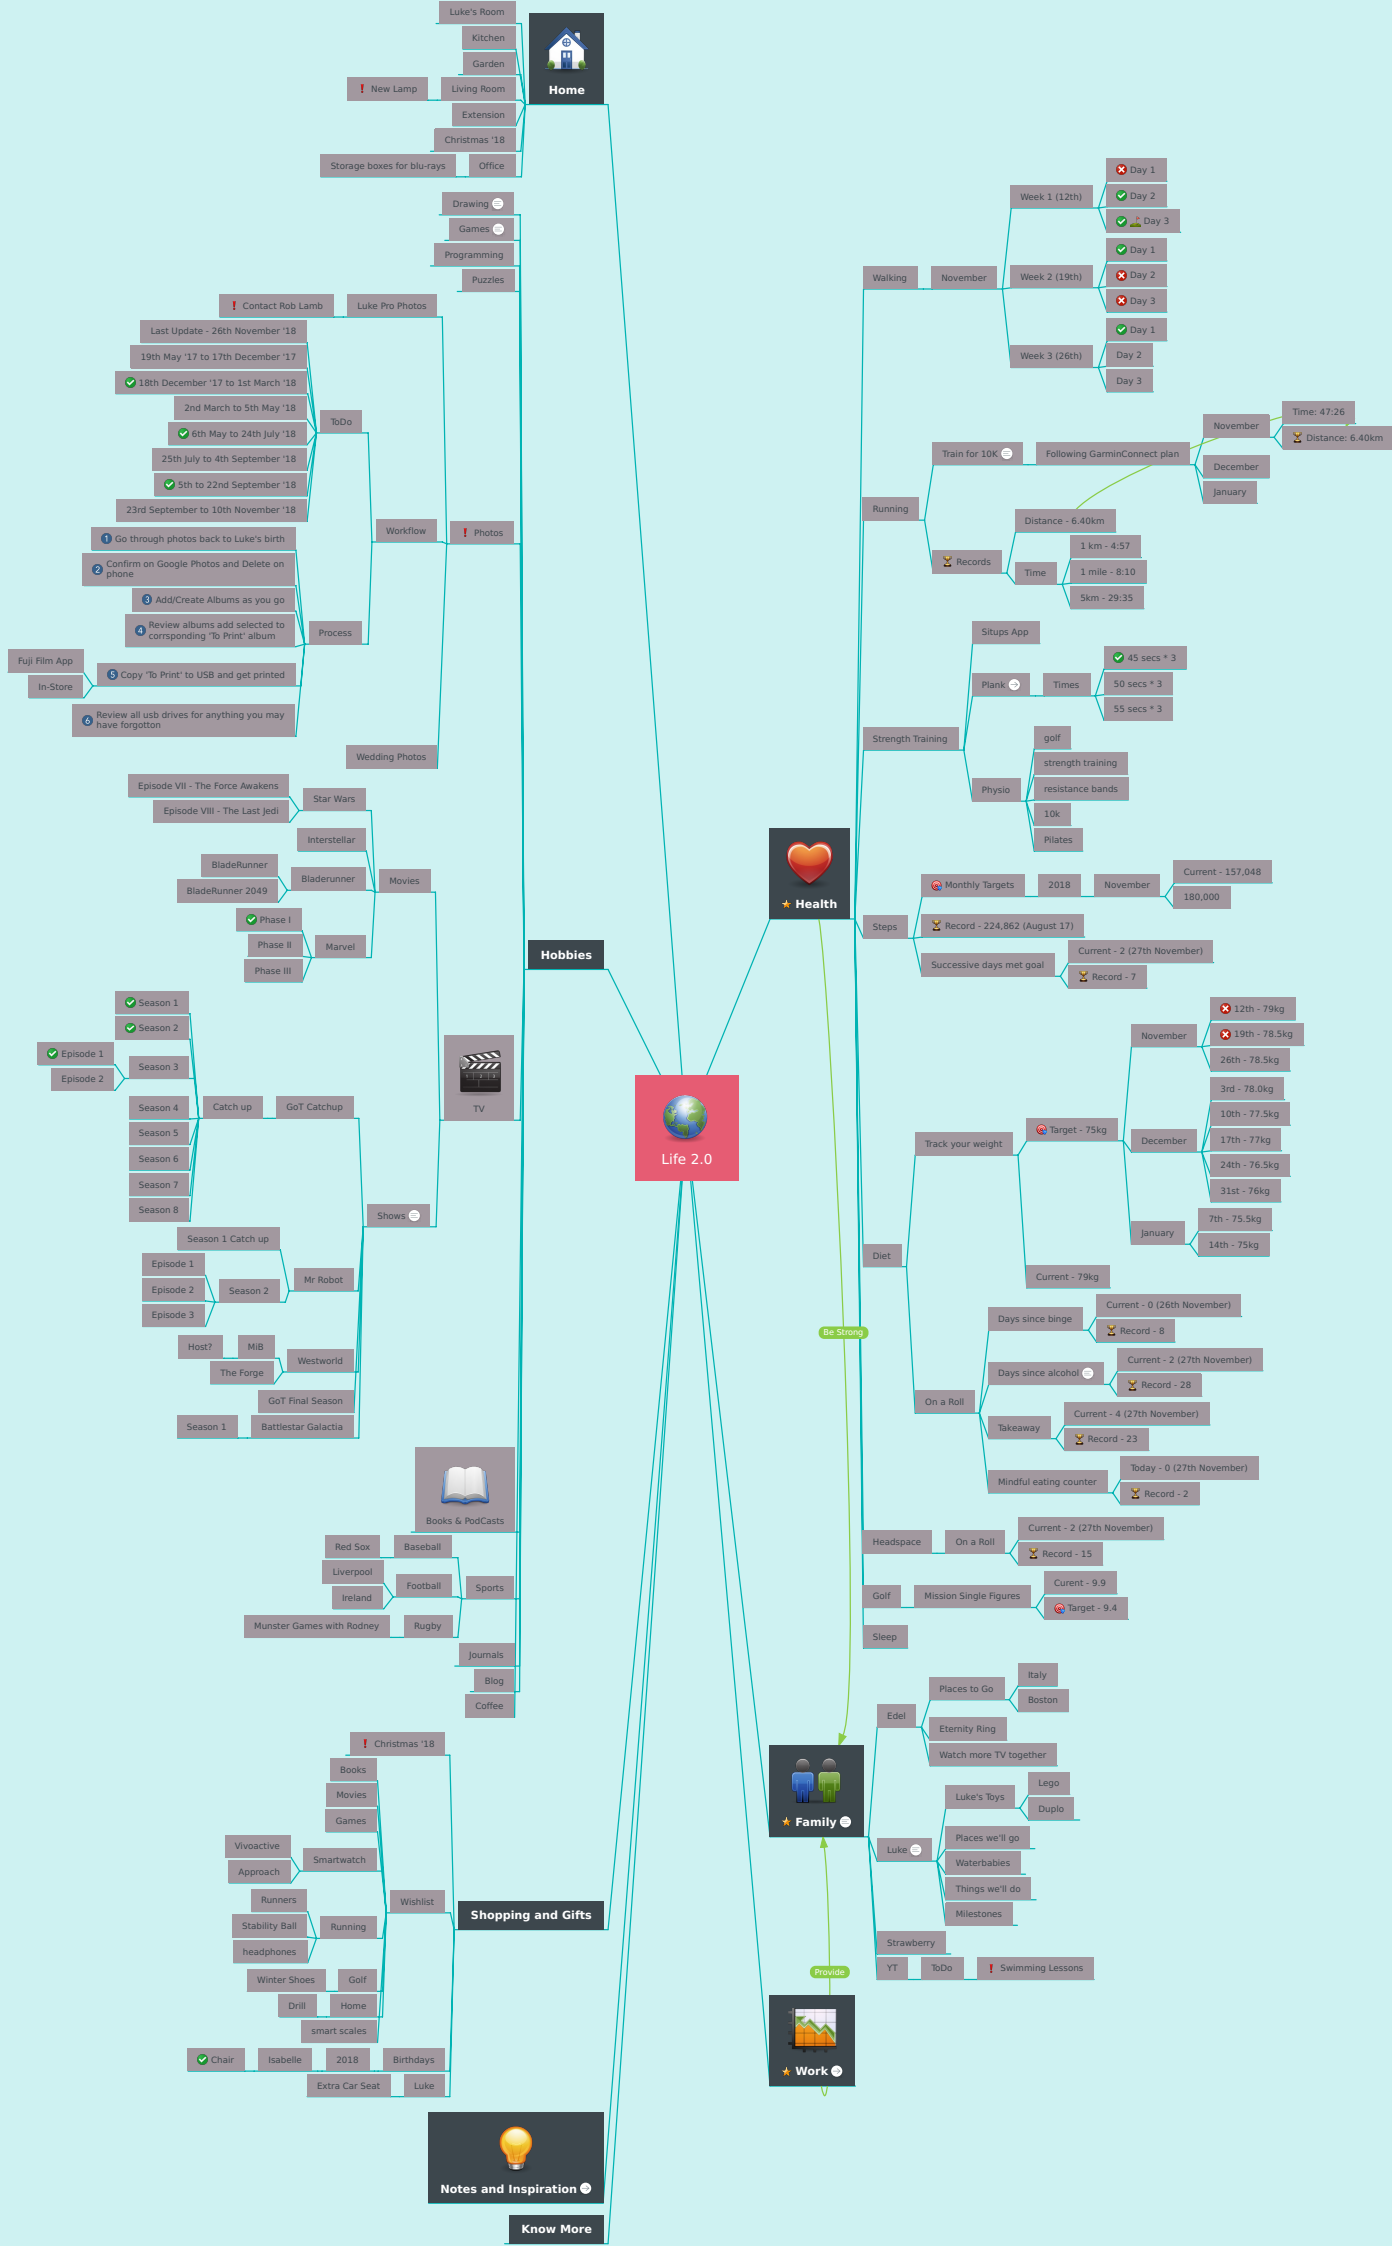 Life 2.0
Home
Luke's Room
Kitchen
Garden
Living Room
New Lamp
Extension
Christmas '18
Office
Storage boxes for blu-rays
Hobbies
Drawing
Games
Programming
Puzzles
Photos
Luke Pro Photos
Contact Rob Lamb
Workflow
ToDo
Last Update - 26th November '18
19th May '17 to 17th December '17
18th December '17 to 1st March '18
2nd March to 5th May '18
6th May to 24th July '18
25th July to 4th September '18
5th to 22nd September '18
23rd September to 10th November '18
Process
1 Go through photos back to Luke's birth
2 Confirm on Google Photos and Delete on
phone
3 Add/Create Albums as you go
4 Review albums add selected to
corrsponding 'To Print' album
5 Copy 'To Print' to USB and get printed
Fuji Film App
In-Store
6 Review all usb drives for anything you may
have forgotton
Wedding Photos
TV
Movies
Star Wars
Episode VII - The Force Awakens
Episode VIII - The Last Jedi
Interstellar
Bladerunner
BladeRunner
BladeRunner 2049
Marvel
Phase I
Phase II
Phase III
Shows
GoT Catchup
Catch up
Season 1
Season 2
Season 3
Episode 1
Episode 2
Season 4
Season 5
Season 6
Season 7
Season 8
Mr Robot
Season 1 Catch up
Season 2
Episode 1
Episode 2
Episode 3
Westworld
MiB
Host?
The Forge
GoT Final Season
Battlestar Galactia
Season 1
Books & PodCasts
Sports
Baseball
Red Sox
Football
Liverpool
Ireland
Rugby
Munster Games with Rodney
Journals
Blog
Coffee
Shopping and Gifts
Christmas '18
Wishlist
Books
Movies
Games
Smartwatch
Vivoactive
Approach
Running
Runners
Stability Ball
headphones
Golf
Winter Shoes
Home
Drill
smart scales
Birthdays
2018
Isabelle
Chair
Luke
Extra Car Seat
Notes and Inspiration
Know More
Health
Walking
November
Week 1 (12th)
Day 1
Day 2
Day 3
Week 2 (19th)
Day 1
Day 2
Day 3
Week 3 (26th)
Day 1
Day 2
Day 3
Running
Train for 10K
Following GarminConnect plan
November
Time: 47:26
Distance: 6.40km
December
January
Records
Distance - 6.40km
Time
1 km - 4:57
1 mile - 8:10
5km - 29:35
Strength Training
Situps App
Plank
Times
45 secs * 3
50 secs * 3
55 secs * 3
Physio
golf
strength training
resistance bands
10k
Pilates
Steps
Monthly Targets
2018
November
Current - 157,048
180,000
Record - 224,862 (August 17)
Successive days met goal
Current - 2 (27th November)
Record - 7
Diet
Track your weight
Target - 75kg
November
12th - 79kg
19th - 78.5kg
26th - 78.5kg
December
3rd - 78.0kg
10th - 77.5kg
17th - 77kg
24th - 76.5kg
31st - 76kg
January
7th - 75.5kg
14th - 75kg
Current - 79kg
On a Roll
Days since binge
Current - 0 (26th November)
Record - 8
Days since alcohol
Current - 2 (27th November)
Record - 28
Takeaway
Current - 4 (27th November)
Record - 23
Mindful eating counter
Today - 0 (27th November)
Record - 2
Headspace
On a Roll
Current - 2 (27th November)
Record - 15
Golf
Mission Single Figures
Curent - 9.9
Target - 9.4
Sleep
Be Strong
Family
Edel
Places to Go
Italy
Boston
Eternity Ring
Watch more TV together
Luke
Luke's Toys
Lego
Duplo
Places we'll go
Waterbabies
Things we'll do
Milestones
Strawberry
YT
ToDo
Swimming Lessons
Provide
Work